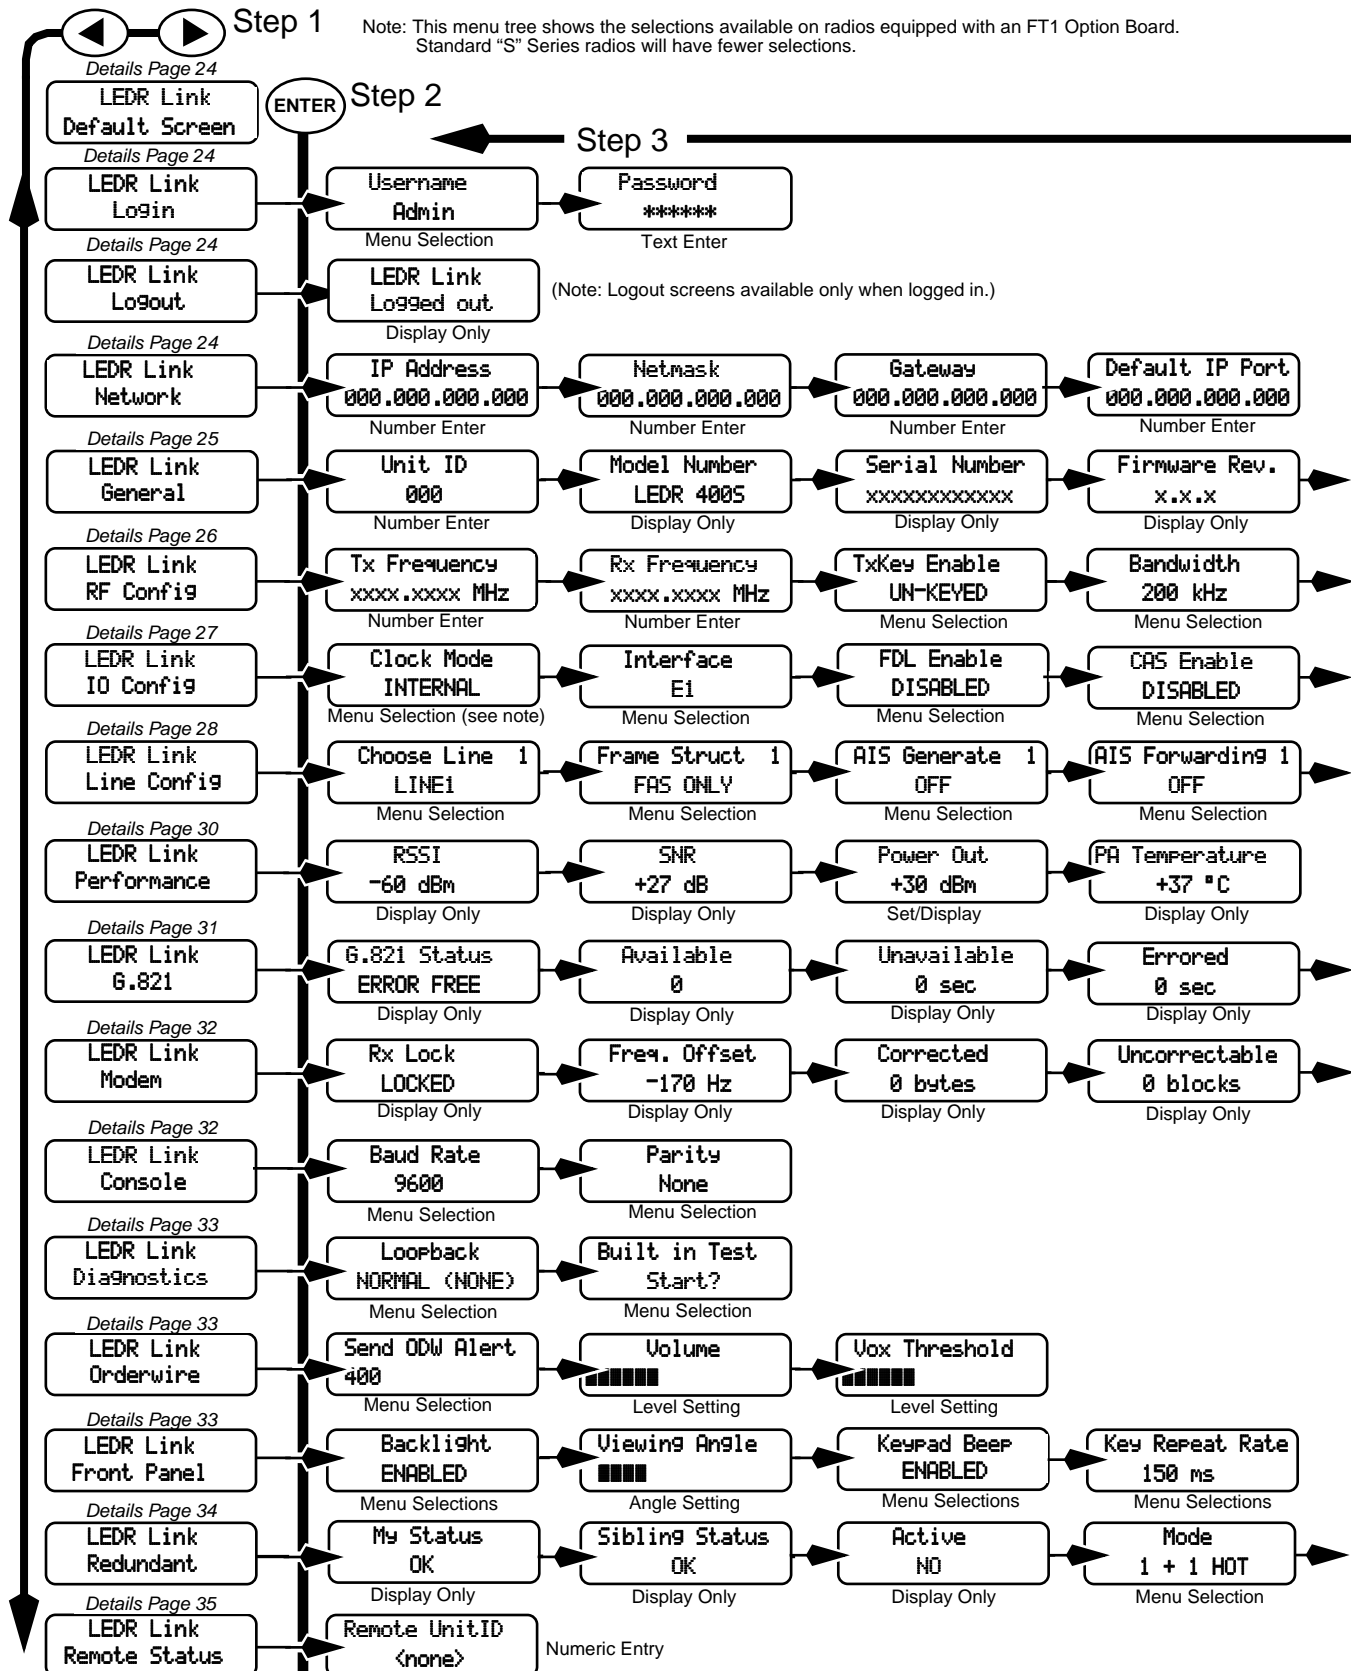 Step 1
Note: This menu tree shows the selections available on radios equipped with an FT1 Option Board.
Standard “S” Series radios will have fewer selections.
Details Page 24
LEDR Link
Default Screen
ENTER
Step 2
Step 3
Details Page 24
LEDR Link
Login
Username
Admin
Menu Selection
Password
******
Text Enter
Details Page 24
LEDR Link
Logout
LEDR Link
Logged out
Display Only
(Note: Logout screens available only when logged in.)
Details Page 24
LEDR Link
Network
IP Address
000.000.000.000
Number Enter
Netmask
000.000.000.000
Number Enter
Gateway
000.000.000.000
Number Enter
Default IP Port
000.000.000.000
Number Enter
Details Page 25
LEDR Link
General
Unit ID
000
Number Enter
Model Number
LEDR 400S
Display Only
Serial Number
xxxxxxxxxxxx
Display Only
Firmware Rev.
x.x.x
Display Only
Details Page 26
LEDR Link
RF Config
Tx Frequency
xxxx.xxxx MHz
Number Enter
Rx Frequency
xxxx.xxxx MHz
Number Enter
TxKey Enable
UN-KEYED
Menu Selection
Bandwidth
200 kHz
Menu Selection
Details Page 27
LEDR Link
IO Config
Clock Mode
INTERNAL
Menu Selection (see note)
Interface
E1
Menu Selection
FDL Enable
DISABLED
Menu Selection
CAS Enable
DISABLED
Menu Selection
Details Page 28
LEDR Link
Line Config
Choose Line 1
LINE1
Menu Selection
Frame Struct 1
FAS ONLY
Menu Selection
AIS Generate 1
OFF
Menu Selection
AIS Forwarding 1
OFF
Menu Selection
Details Page 30
LEDR Link
Performance
RSSI
-60 dBm
Display Only
SNR
+27 dB
Display Only
Power Out
+30 dBm
Set/Display
PA Temperature
+37 °C
Display Only
Details Page 31
LEDR Link
G.821
G.821 Status
ERROR FREE
Display Only
Available
0
Display Only
Unavailable
0 sec
Display Only
Errored
0 sec
Display Only
Details Page 32
LEDR Link
Modem
Rx Lock
LOCKED
Display Only
Freq. Offset
-170 Hz
Display Only
Corrected
0 bytes
Display Only
Uncorrectable
0 blocks
Display Only
Details Page 32
LEDR Link
Console
Baud Rate
9600
Menu Selection
Parity
None
Menu Selection
Details Page 33
LEDR Link
Diagnostics
Loopback
NORMAL (NONE)
Menu Selection
Built in Test
Start?
Menu Selection
Details Page 33
LEDR Link
Orderwire
Send ODW Alert
400
Menu Selection
Volume
Level Setting
Vox Threshold
Level Setting
Details Page 33
LEDR Link
Front Panel
Backlight
ENABLED
Menu Selections
Viewing Angle
Angle Setting
Keypad Beep
ENABLED
Menu Selections
Key Repeat Rate
150 ms
Menu Selections
Details Page 34
LEDR Link
Redundant
My Status
OK
Display Only
Sibling Status
OK
Display Only
Active
NO
Display Only
Mode
1 + 1 HOT
Menu Selection
Details Page 35
LEDR Link
Remote Status
Remote UnitID
<none>
Numeric Entry